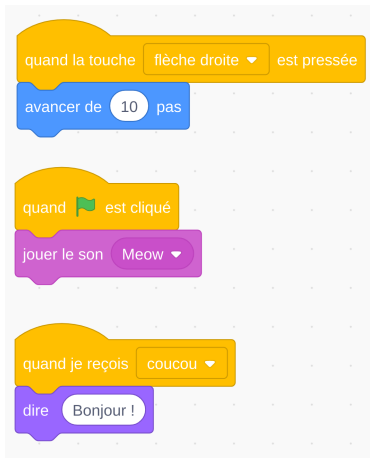 quand la touche flèche droite est pressée
avancer de 10 pas
quand est cliqué
jouer le son Meow
quand je reçois coucou
dire Bonjour !